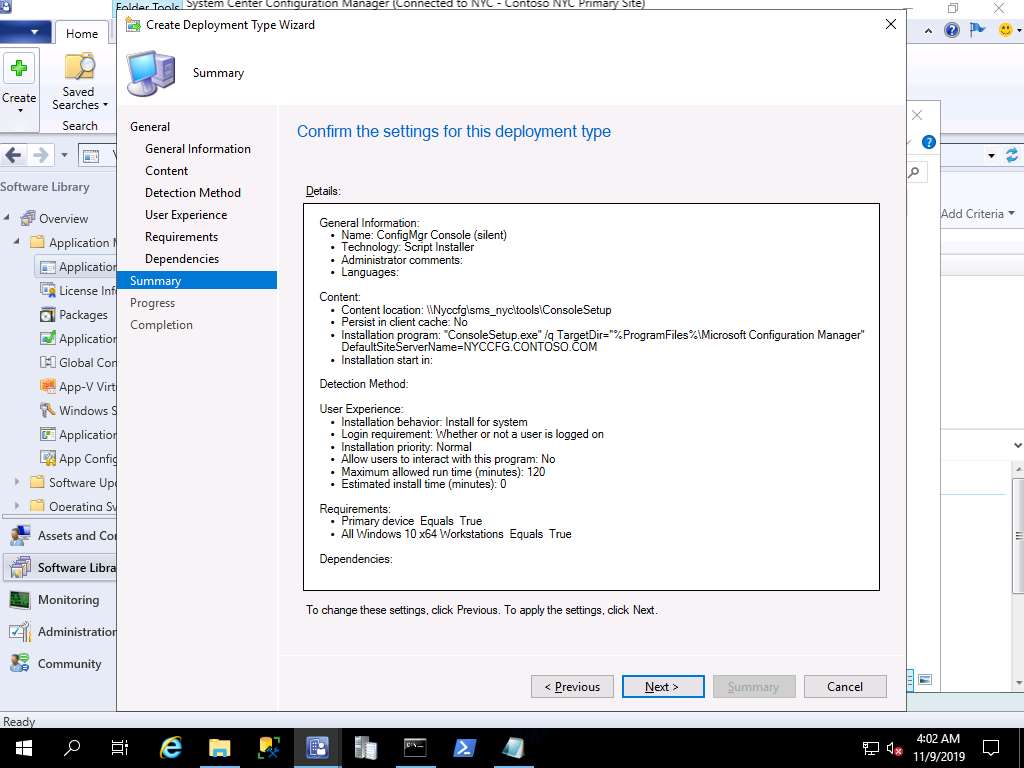 Folder Tools
System Center Configuration Manager (Connected to NYC - Contoso NYC Primary Site)
Create Deployment Type Wizard
Home
Summary
Create
Saved
Searches
Search
Software Library
Overview
Application
Application
License Inf
Packages
Application
Global Con
App-V Virt
Windows S
Application
App Config
Software Up
Operating Sy
Assets and Co
Software Libra
Monitoring
Administration
Community
General
General Information
Content
Detection Method
User Experience
Requirements
Dependencies
Summary
Progress
Completion
Confirm the settings for this deployment type
Details:
General Information:
• Name: ConfigMgr Console (silent)
• Technology: Script Installer
• Administrator comments:
• Languages:
Content:
• Content location: \\Nyccfg\sms_nyc\tools\ConsoleSetup
• Persist in client cache: No
• Installation program: "ConsoleSetup.exe" /q TargetDir="%ProgramFiles%\Microsoft Configuration Manager"
DefaultSiteServerName=NYCCFG.CONTOSO.COM
• Installation start in:
Detection Method:
User Experience:
• Installation behavior: Install for system
• Login requirement: Whether or not a user is logged on
• Installation priority: Normal
• Allow users to interact with this program: No
• Maximum allowed run time (minutes): 120
• Estimated install time (minutes): 0
Requirements:
• Primary device Equals True
• All Windows 10 x64 Workstations Equals True
Dependencies:
To change these settings, click Previous. To apply the settings, click Next.
< Previous
Next >
Summary
Cancel
Add Criteria
Ready
4:02 AM
11/9/2019